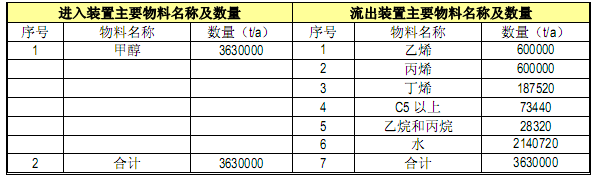 进入装置主要物料名称及数量 流出装置主要物料名称及数量
序号 物料名称 数量（t/a） 序号 物料名称 数量（t/a）
1 甲醇 3630000 1 乙烯 600000
2 丙烯 600000
3 丁烯 187520
4 C5 以上 73440
5 乙烷和丙烷 28320
6 水 2140720
2 合计 3630000 7 合计 3630000